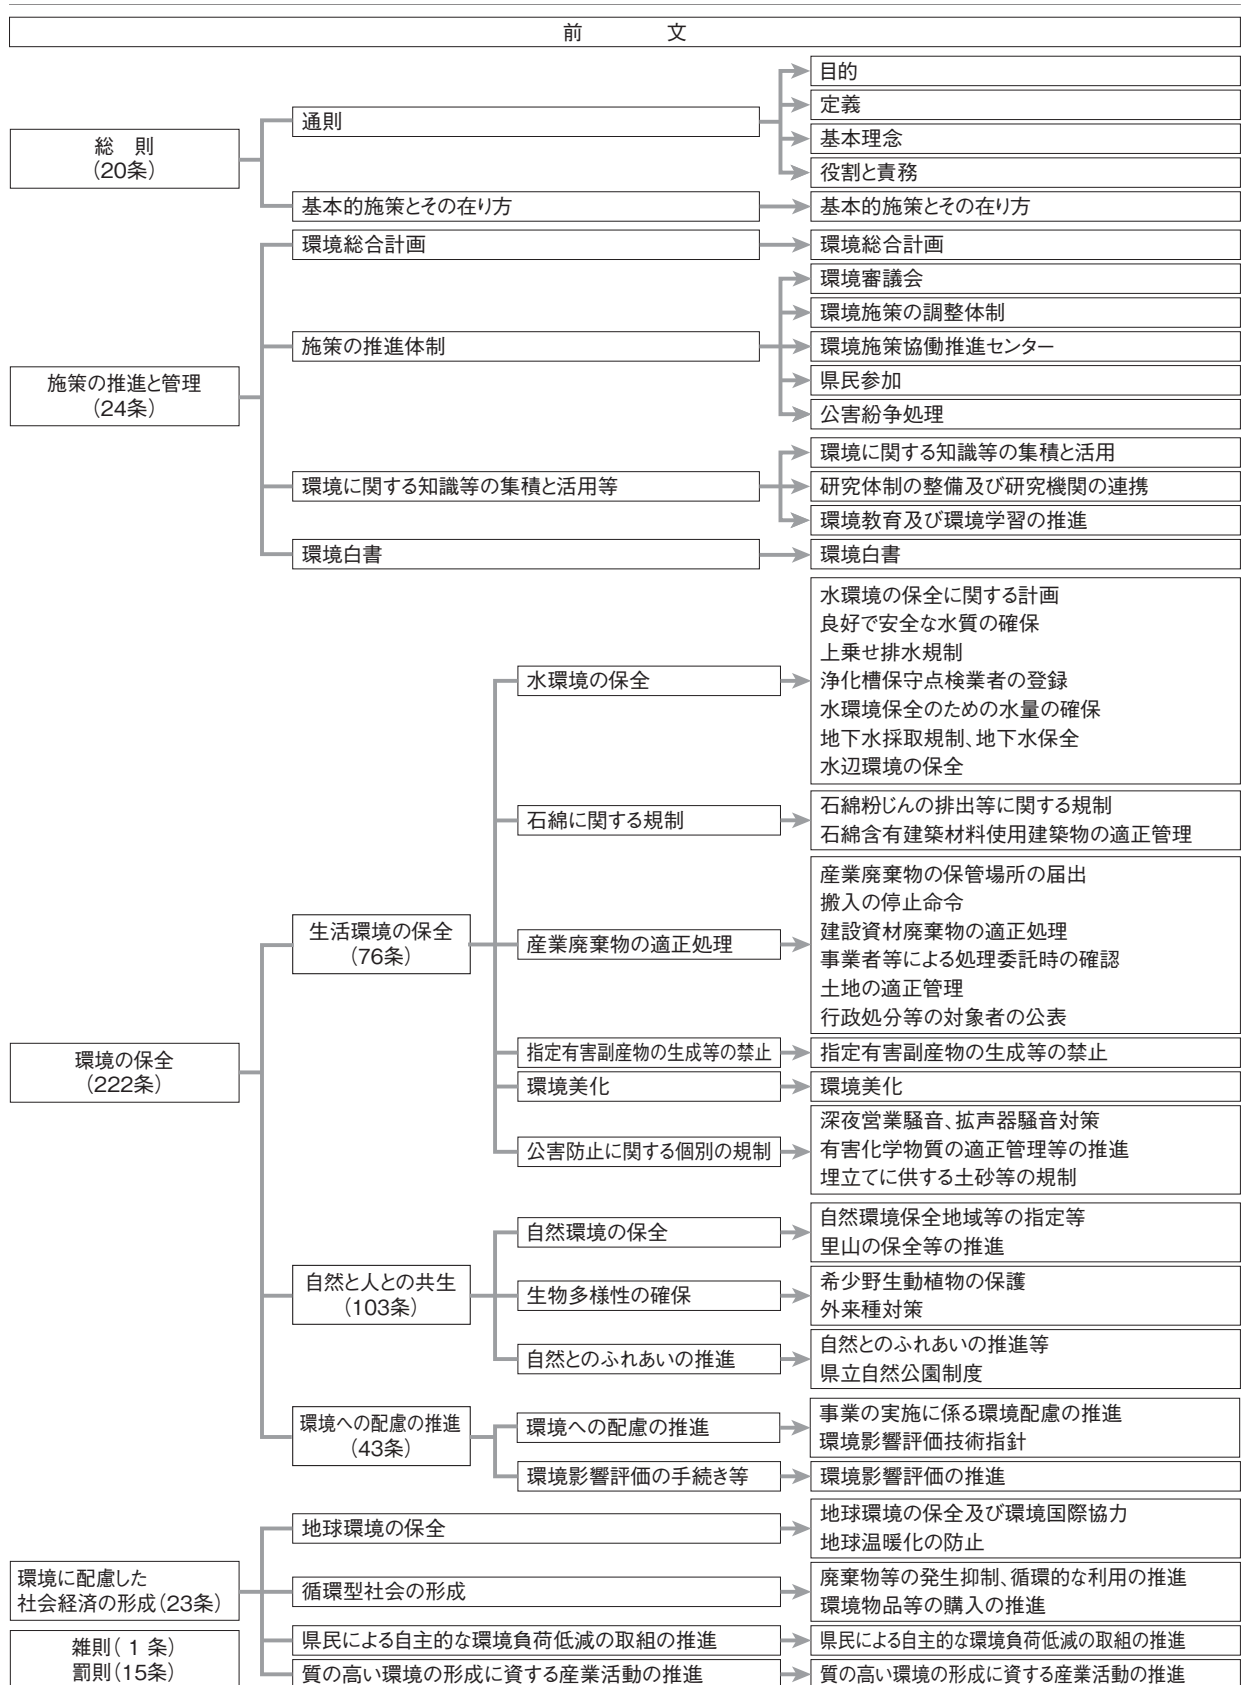 前　文
総　則
（20条）
通則
目的
定義
基本理念
役割と責務
基本的施策とその在り方
基本的施策とその在り方
施策の推進と管理
（24条）
環境総合計画
環境総合計画
施策の推進体制
環境審議会
環境施策の調整体制
環境施策協働推進センター
県民参加
公害紛争処理
環境に関する知識等の集積と活用等
環境に関する知識等の集積と活用
研究体制の整備及び研究機関の連携
環境教育及び環境学習の推進
環境白書
環境白書
環境の保全
（222条）
生活環境の保全
（76条）
水環境の保全
水環境の保全に関する計画
良好で安全な水質の確保
上乗せ排水規制
浄化槽保守点検業者の登録
水環境保全のための水量の確保
地下水採取規制、地下水保全
水辺環境の保全
石綿に関する規制
石綿粉じんの排出等に関する規制
石綿含有建築材料使用建築物の適正管理
産業廃棄物の適正処理
産業廃棄物の保管場所の届出
搬入の停止命令
建設資材廃棄物の適正処理
事業者等による処理委託時の確認
土地の適正管理
行政処分等の対象者の公表
指定有害副産物の生成等の禁止
指定有害副産物の生成等の禁止
環境美化
環境美化
公害防止に関する個別の規制
深夜営業騒音、拡声器騒音対策
有害化学物質の適正管理等の推進
埋立てに供する土砂等の規制
自然と人との共生
（103条）
自然環境の保全
自然環境保全地域等の指定等
里山の保全等の推進
生物多様性の確保
希少野生動植物の保護
外来種対策
自然とのふれあいの推進
自然とのふれあいの推進等
県立自然公園制度
環境への配慮の推進
（43条）
環境への配慮の推進
事業の実施に係る環境配慮の推進
環境影響評価技術指針
環境影響評価の手続き等
環境影響評価の推進
環境に配慮した
社会経済の形成（23条）
地球環境の保全
地球環境の保全及び環境国際協力
地球温暖化の防止
循環型社会の形成
廃棄物等の発生抑制、循環的な利用の推進
環境物品等の購入の推進
県民による自主的な環境負荷低減の取組の推進
県民による自主的な環境負荷低減の取組の推進
質の高い環境の形成に資する産業活動の推進
質の高い環境の形成に資する産業活動の推進
雑則（ 1 条）
罰則（15条）